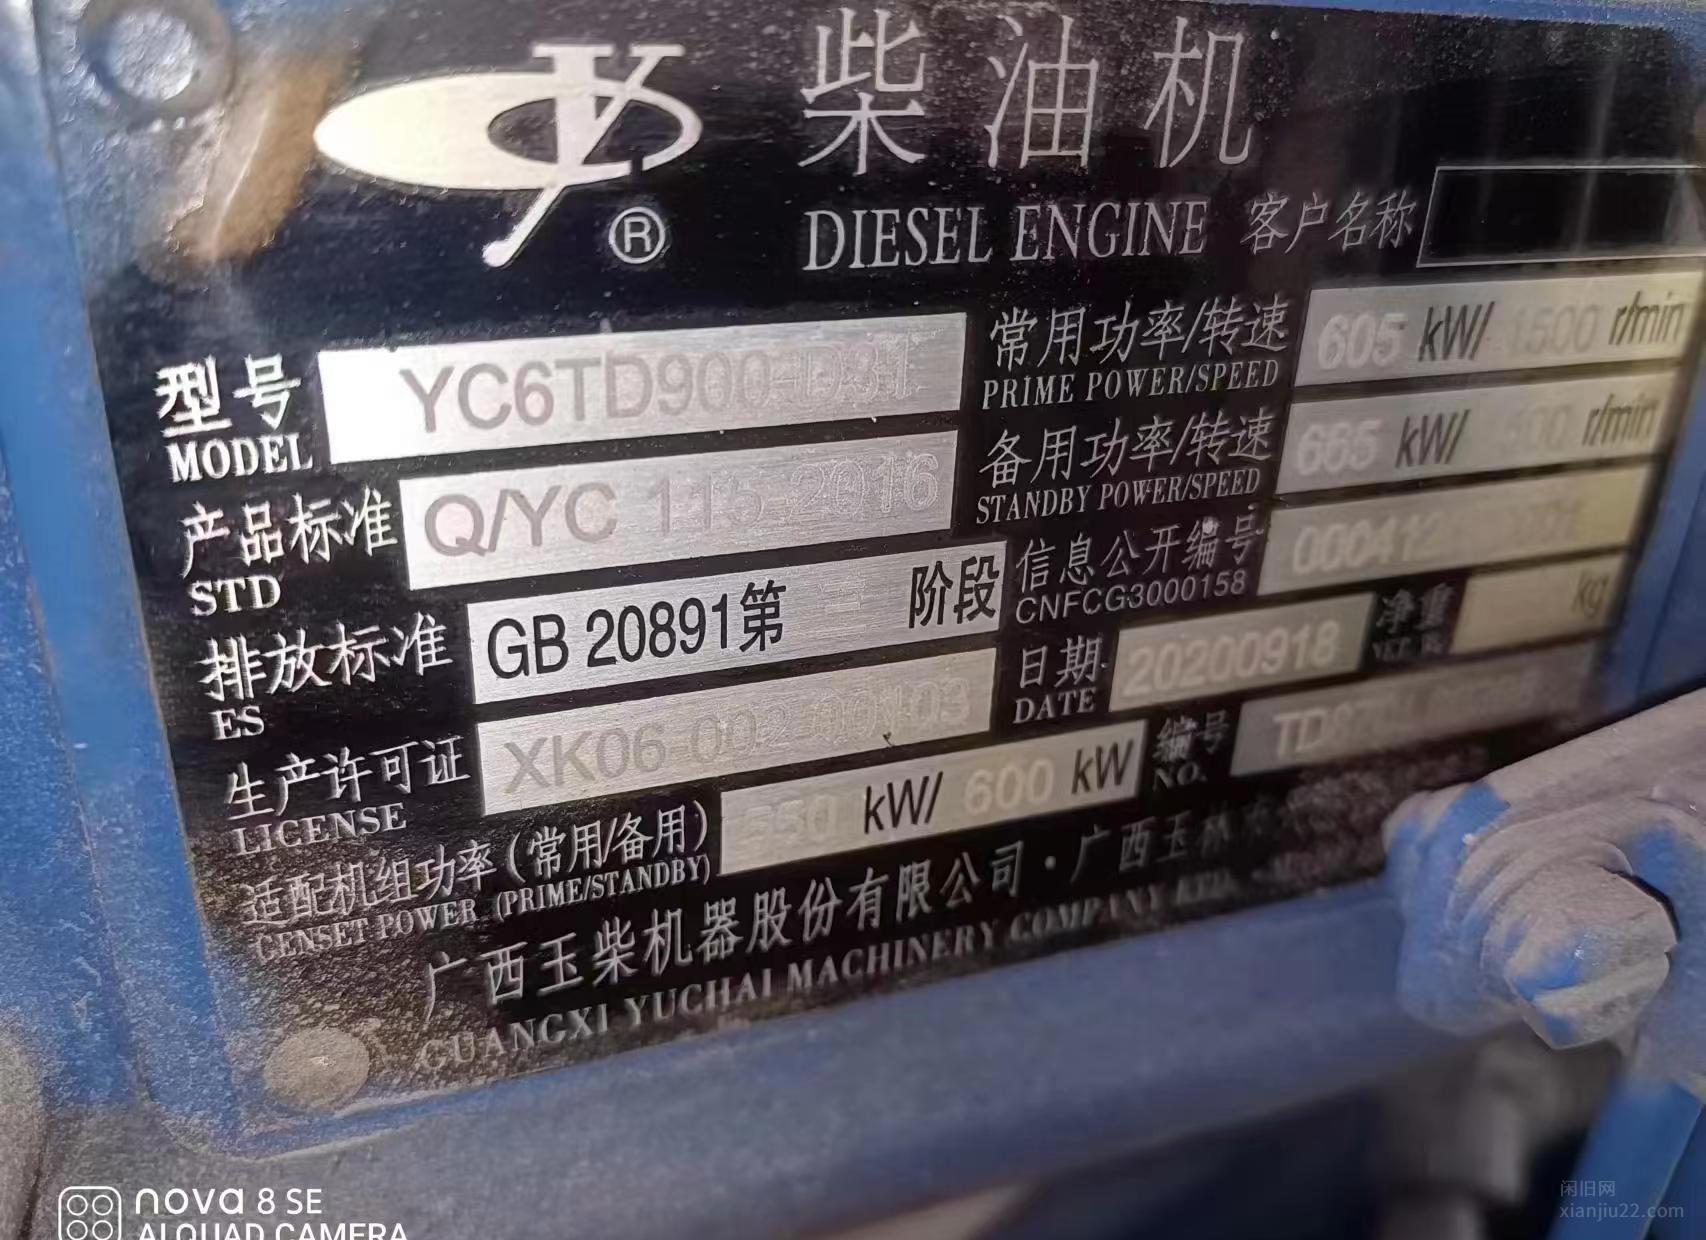 柴油机
DIESEL ENGINE 客户名称
型号 YC6TD900-D31
MODEL
常用功率/转速 605 kW/ 1500 r/min
PRIME POWER/SPEED
产品标准 Q/YC 115-2016
STD
备用功率/转速 665 kW/ r/min
STANDBY POWER/SPEED
排放标准 GB 20891第 三 阶段
ES
信息公开编号
CNFCG3000158
生产许可证 XK06-002-00103
LICENSE
日期 20200918 净重 kg
DATE
适配机组功率(常用/备用) 550 kW/ 600 kW
GENSET POWER (PRIME/STANDBY)
编号
NO.
广西玉柴机器股份有限公司·广西玉林
GUANGXI YUCHAI MACHINERY COMPANY
nova 8 SE
AI QUAD CAMERA
闲旧网
xianjiu22.com